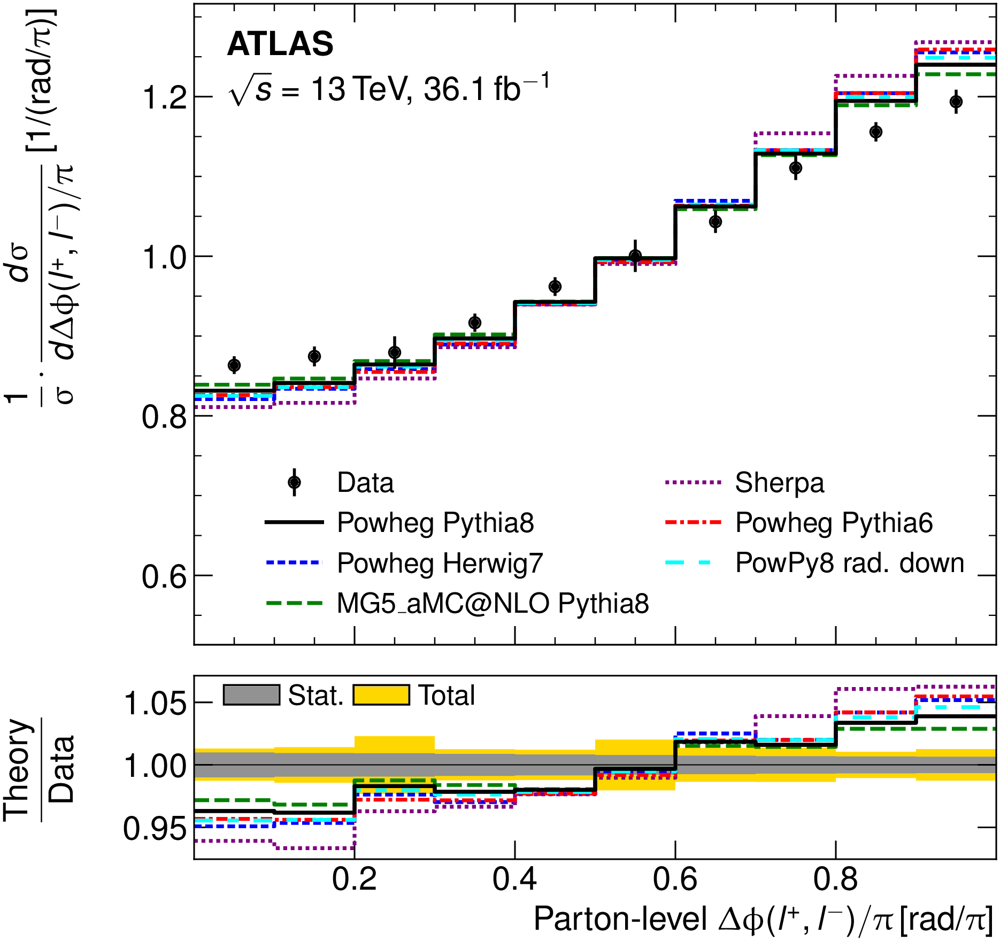 ATLAS
√s = 13 TeV, 36.1 fb⁻¹
1/σ · dσ/dΔϕ(l⁺, l⁻)/π [1/(rad/π)]
1.2
1.0
0.8
0.6
Data
Powheg Pythia8
Powheg Herwig7
MG5_aMC@NLO Pythia8
Sherpa
Powheg Pythia6
PowPy8 rad. down
Theory
Data
1.05
1.00
0.95
Stat. Total
0.2 0.4 0.6 0.8
Parton-level Δϕ(l⁺, l⁻)/π [rad/π]